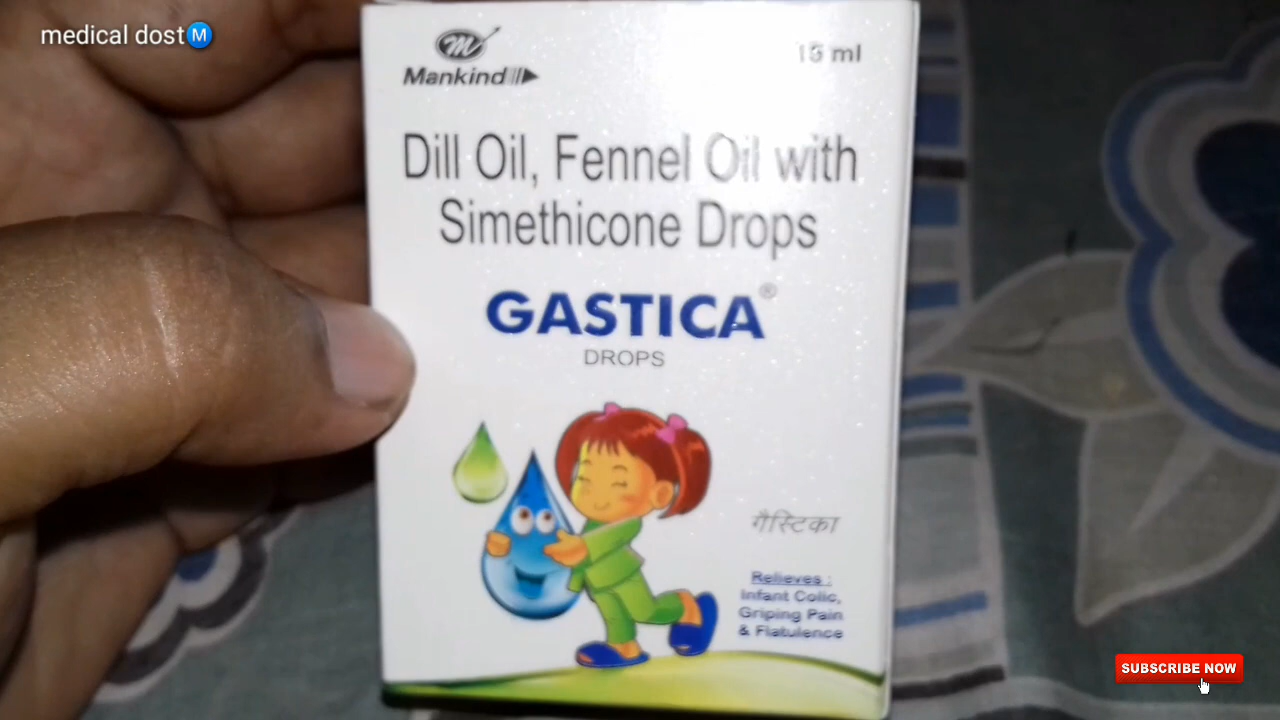 medical dost M
Mankind
15 ml
Dill Oil, Fennel Oil with
Simethicone Drops
GASTICA®
DROPS
गैस्टिका
Relieves :
Infant Colic,
Griping Pain
& Flatulence
SUBSCRIBE NOW